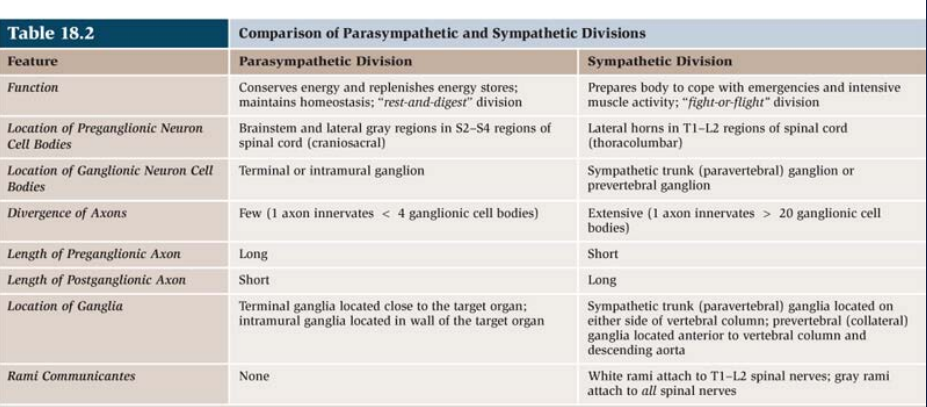 Table 18.2
Comparison of Parasympathetic and Sympathetic Divisions
Feature
Parasympathetic Division
Sympathetic Division
Function
Conserves energy and replenishes energy stores;
maintains homeostasis; "rest-and-digest" division
Prepares body to cope with emergencies and intensive
muscle activity; "fight-or-flight" division
Location of Preganglionic Neuron
Cell Bodies
Brainstem and lateral gray regions in S2–S4 regions of
spinal cord (craniosacral)
Lateral horns in T1–L2 regions of spinal cord
(thoracolumbar)
Location of Ganglionic Neuron Cell
Bodies
Terminal or intramural ganglion
Sympathetic trunk (paravertebral) ganglion or
prevertebral ganglion
Divergence of Axons
Few (1 axon innervates < 4 ganglionic cell bodies)
Extensive (1 axon innervates > 20 ganglionic cell
bodies)
Length of Preganglionic Axon
Long
Short
Length of Postganglionic Axon
Short
Long
Location of Ganglia
Terminal ganglia located close to the target organ;
intramural ganglia located in wall of the target organ
Sympathetic trunk (paravertebral) ganglia located on
either side of vertebral column; prevertebral (collateral)
ganglia located anterior to vertebral column and
descending aorta
Rami Communicantes
None
White rami attach to T1–L2 spinal nerves; gray rami
attach to all spinal nerves